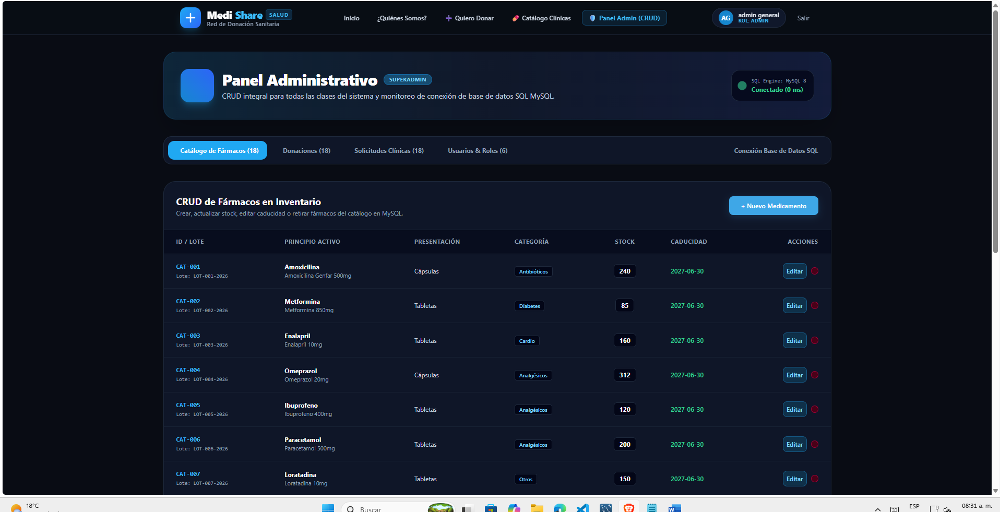 Medi Share SALUD
Red de Donación Sanitaria
Inicio
¿Quiénes Somos?
Quiero Donar
Catálogo Clínicas
Panel Admin (CRUD)
AG
admin general
ROL: ADMIN
Salir
Panel Administrativo SUPERADMIN
CRUD integral para todas las clases del sistema y monitoreo de conexión de base de datos SQL MySQL.
SQL Engine: MySQL 8
Conectado (0 ms)
Catálogo de Fármacos (18)
Donaciones (18)
Solicitudes Clínicas (18)
Usuarios & Roles (6)
Conexión Base de Datos SQL
CRUD de Fármacos en Inventario
Crear, actualizar stock, editar caducidad o retirar fármacos del catálogo en MySQL.
+ Nuevo Medicamento
ID / LOTE PRINCIPIO ACTIVO PRESENTACIÓN CATEGORÍA STOCK CADUCIDAD ACCIONES
CAT-001 Amoxicilina Cápsulas Antibióticos 240 2027-06-30 Editar
Lote: LOT-001-2026 Amoxicilina Genfar 500mg
CAT-002 Metformina Tabletas Diabetes 85 2027-06-30 Editar
Lote: LOT-002-2026 Metformina 850mg
CAT-003 Enalapril Tabletas Cardio 160 2027-06-30 Editar
Lote: LOT-003-2026 Enalapril 10mg
CAT-004 Omeprazol Cápsulas Analgésicos 312 2027-06-30 Editar
Lote: LOT-004-2026 Omeprazol 20mg
CAT-005 Ibuprofeno Tabletas Analgésicos 120 2027-06-30 Editar
Lote: LOT-005-2026 Ibuprofeno 400mg
CAT-006 Paracetamol Tabletas Analgésicos 200 2027-06-30 Editar
Lote: LOT-006-2026 Paracetamol 500mg
CAT-007 Loratadina Tabletas Otros 150 2027-06-30 Editar
Lote: LOT-007-2026 Loratadina 10mg
18°C
Buscar
ESP
08:31 a. m.